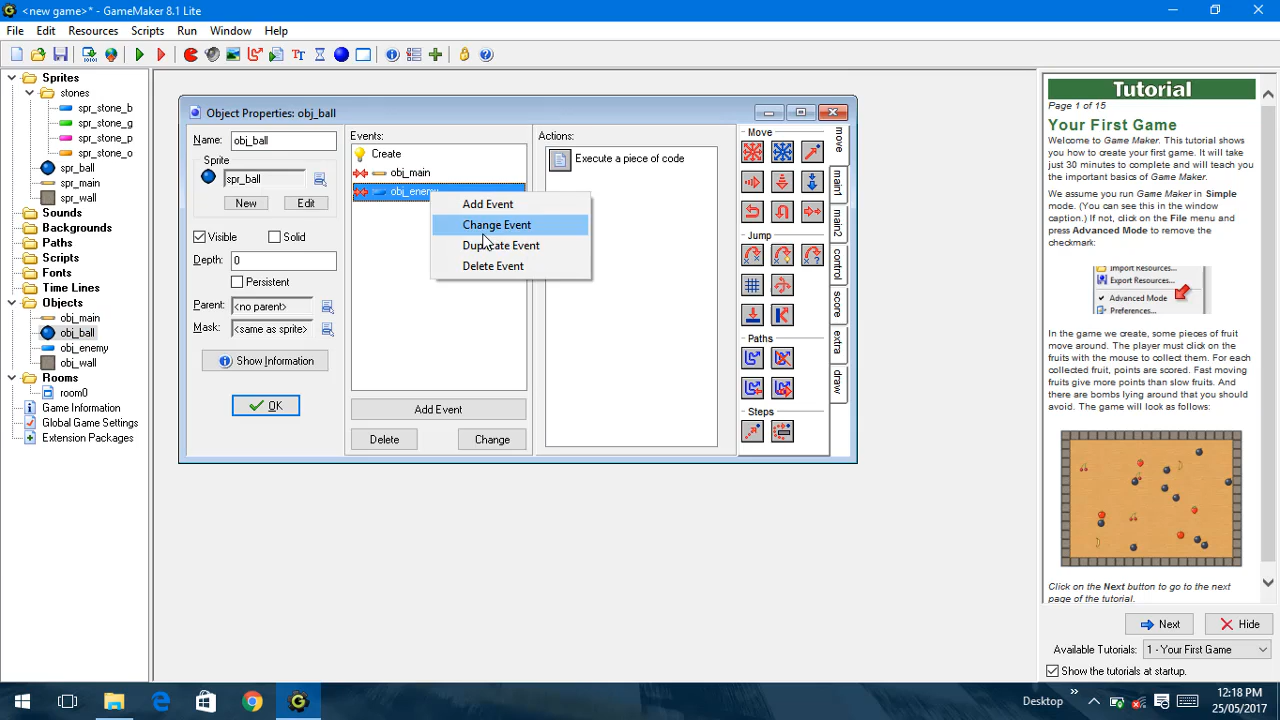 <new game>* - GameMaker 8.1 Lite
File Edit Resources Scripts Run Window Help
Sprites
stones
spr_stone_b
spr_stone_g
spr_stone_p
spr_stone_o
spr_ball
spr_main
spr_wall
Sounds
Backgrounds
Paths
Scripts
Fonts
Time Lines
Objects
obj_main
obj_ball
obj_enemy
obj_wall
Rooms
room0
Game Information
Global Game Settings
Extension Packages
Object Properties: obj_ball
Name: obj_ball
Sprite
spr_ball
New Edit
Visible Solid
Depth: 0
Persistent
Parent: <no parent>
Mask: <same as sprite>
Show Information
OK
Events:
Create
obj_main
obj_enemy
Add Event
Change Event
Duplicate Event
Delete Event
Add Event
Delete Change
Actions:
Execute a piece of code
Move
Jump
Paths
Steps
move
main1
main2
control
score
extra
draw
Tutorial
Page 1 of 15
Your First Game
Welcome to Game Maker. This tutorial
shows you how to create your first game. It will take
just 30 minutes to complete and will teach you
the important basics of Game Maker.
We assume you run Game Maker in Simple
mode. (You can see this in the window
caption.) If not, click on the File menu and
press Advanced Mode to remove the
checkmark:
Import Resources...
Export Resources...
Advanced Mode
Preferences...
In the game we create, some pieces of fruit
move around. The player must click on the
fruits with the mouse to collect them. For each
collected fruit, points are scored. Fast moving
fruits give more points than slow fruits. And
there are bombs lying around that you should
avoid. The game will look as follows:
Click on the Next button to go to the next
page of the tutorial.
Next Hide
Available Tutorials: 1 - Your First Game
Show the tutorials at startup.
Desktop
12:18 PM
25/05/2017